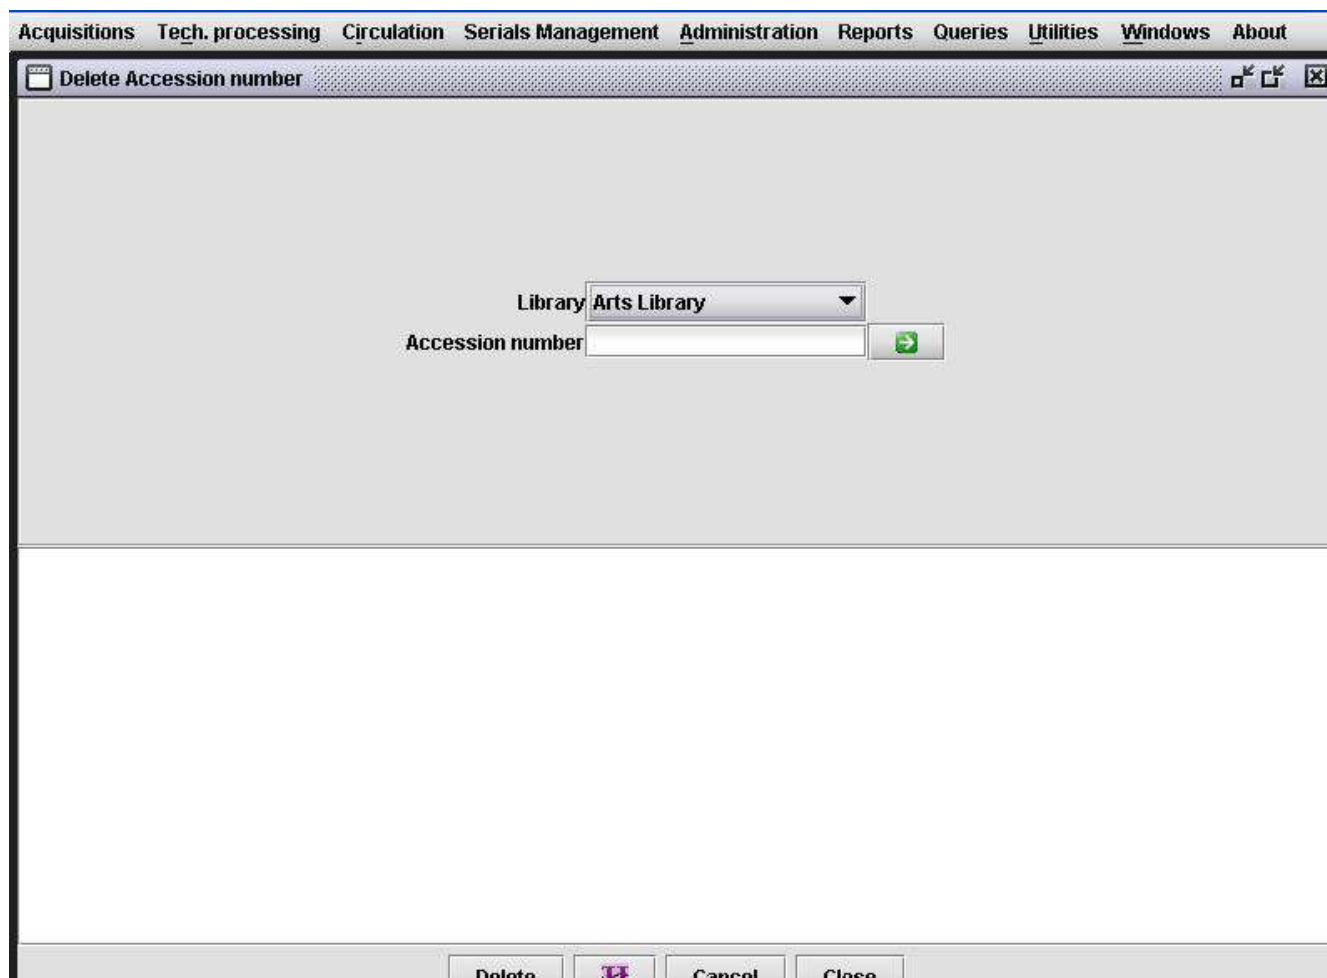 Acquisitions Tech. processing Circulation Serials Management Administration Reports Queries Utilities Windows About
Delete Accession number
Library Arts Library
Accession number
Delete H Cancel Close